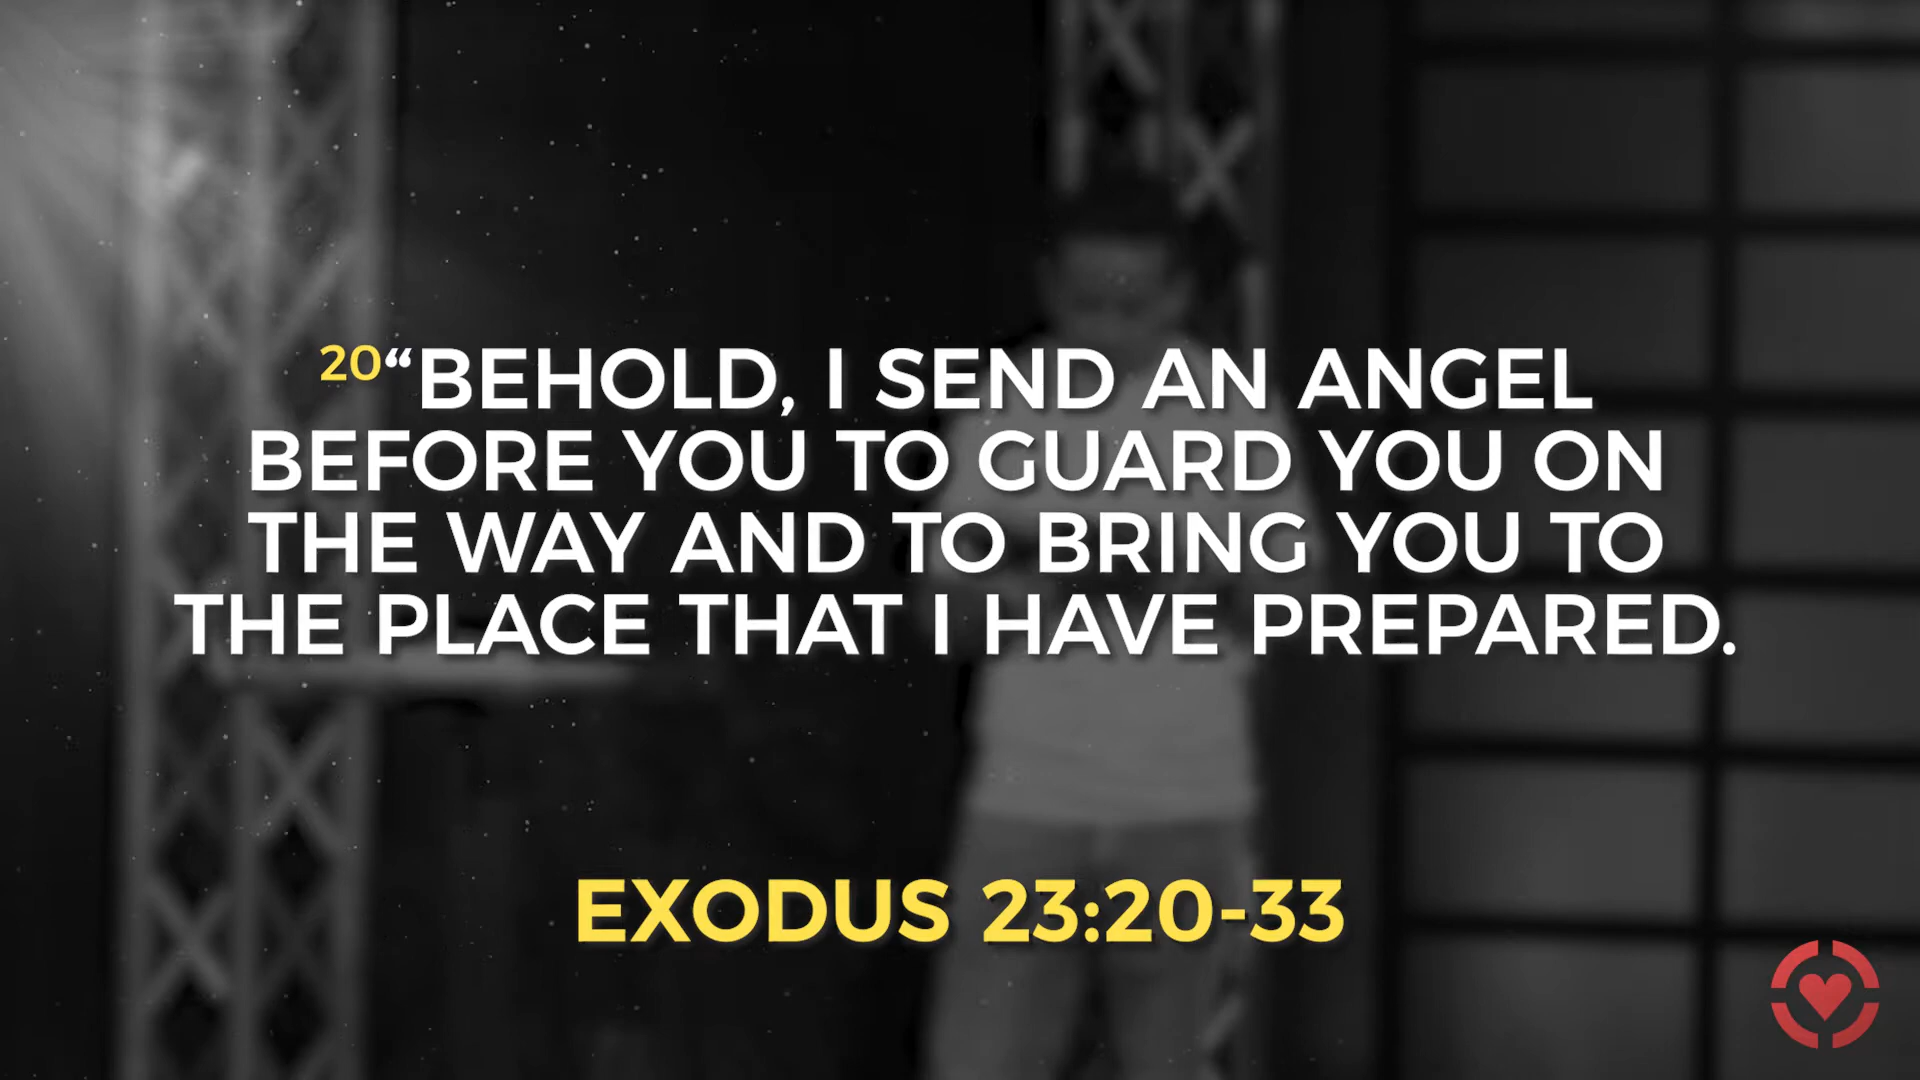 20“BEHOLD, I SEND AN ANGEL
BEFORE YOU TO GUARD YOU ON
THE WAY AND TO BRING YOU TO
THE PLACE THAT I HAVE PREPARED.
EXODUS 23:20-33